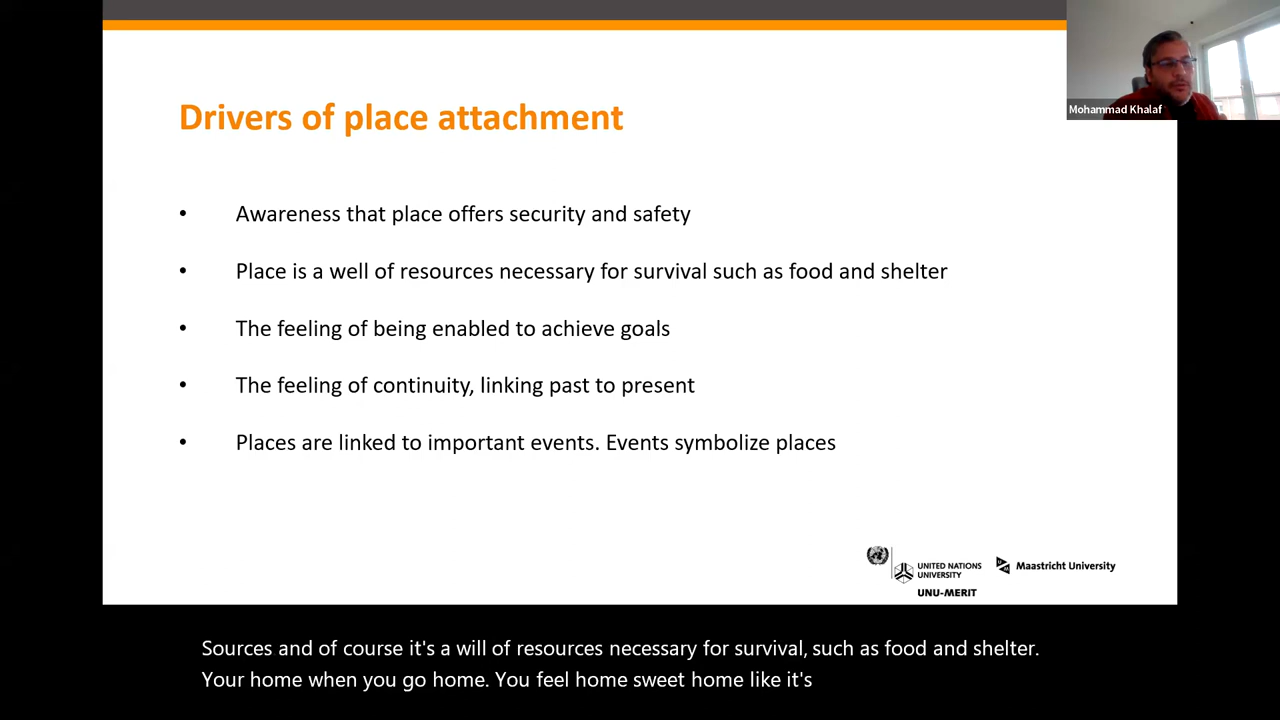 Mohammad Khalaf
Drivers of place attachment
• Awareness that place offers security and safety
• Place is a well of resources necessary for survival such as food and shelter
• The feeling of being enabled to achieve goals
• The feeling of continuity, linking past to present
• Places are linked to important events. Events symbolize places
UNITED NATIONS
UNIVERSITY
UNU-MERIT
Maastricht University
Sources and of course it's a will of resources necessary for survival, such as food and shelter.
Your home when you go home. You feel home sweet home like it's